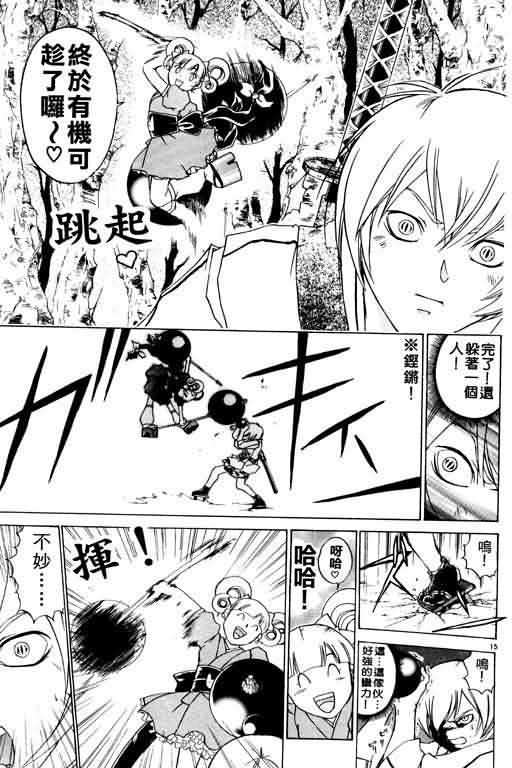 終於有機可
趁了囉～♡
跳起
♡
完了！還
躲著一個
人！
※鏗鏘！
嗚！
15
嗚！
這…這傢伙
好強的蠻力
呀哈♡
哈哈！
揮！
不妙……